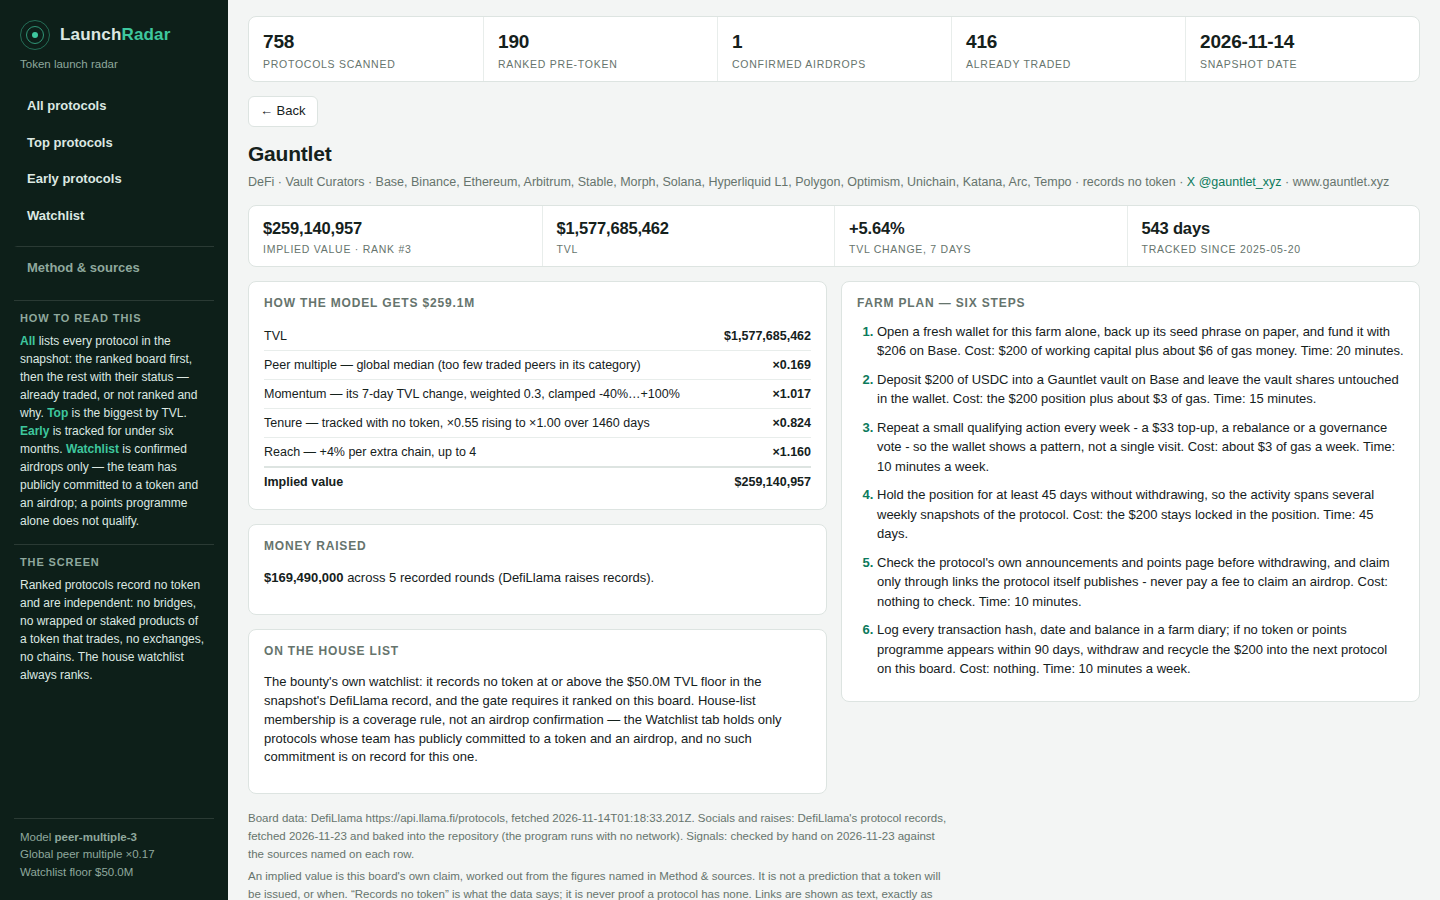 LaunchRadar
Token launch radar
All protocols
Top protocols
Early protocols
Watchlist
Method & sources
HOW TO READ THIS
All lists every protocol in the
snapshot: the ranked board first,
then the rest with their status —
already traded, or not ranked and
why. Top is the biggest by TVL.
Early is tracked for under six
months. Watchlist is confirmed
airdrops only — the team has
publicly committed to a token and
an airdrop; a points programme
alone does not qualify.
THE SCREEN
Ranked protocols record no token
and are independent: no bridges,
no wrapped or staked products of
a token that trades, no exchanges,
no chains. The house watchlist
always ranks.
Model peer-multiple-3
Global peer multiple ×0.17
Watchlist floor $50.0M
758
PROTOCOLS SCANNED
190
RANKED PRE-TOKEN
1
CONFIRMED AIRDROPS
416
ALREADY TRADED
2026-11-14
SNAPSHOT DATE
← Back
Gauntlet
DeFi · Vault Curators · Base, Binance, Ethereum, Arbitrum, Stable, Morph, Solana, Hyperliquid L1, Polygon, Optimism, Unichain, Katana, Arc, Tempo · records no token · X @gauntlet_xyz · www.gauntlet.xyz
$259,140,957
IMPLIED VALUE · RANK #3
$1,577,685,462
TVL
+5.64%
TVL CHANGE, 7 DAYS
543 days
TRACKED SINCE 2025-05-20
HOW THE MODEL GETS $259.1M
TVL $1,577,685,462
Peer multiple — global median (too few traded peers in its category) ×0.169
Momentum — its 7-day TVL change, weighted 0.3, clamped -40%…+100% ×1.017
Tenure — tracked with no token, ×0.55 rising to ×1.00 over 1460 days ×0.824
Reach — +4% per extra chain, up to 4 ×1.160
Implied value $259,140,957
MONEY RAISED
$169,490,000 across 5 recorded rounds (DefiLlama raises records).
ON THE HOUSE LIST
The bounty's own watchlist: it records no token at or above the $50.0M TVL floor in the
snapshot's DefiLlama record, and the gate requires it ranked on this board. House-list
membership is a coverage rule, not an airdrop confirmation — the Watchlist tab holds only
protocols whose team has publicly committed to a token and an airdrop, and no such
commitment is on record for this one.
FARM PLAN — SIX STEPS
1. Open a fresh wallet for this farm alone, back up its seed phrase on paper, and fund it with
$206 on Base. Cost: $200 of working capital plus about $6 of gas money. Time: 20 minutes.
2. Deposit $200 of USDC into a Gauntlet vault on Base and leave the vault shares untouched
in the wallet. Cost: the $200 position plus about $3 of gas. Time: 15 minutes.
3. Repeat a small qualifying action every week - a $33 top-up, a rebalance or a governance
vote - so the wallet shows a pattern, not a single visit. Cost: about $3 of gas a week. Time:
10 minutes a week.
4. Hold the position for at least 45 days without withdrawing, so the activity spans several
weekly snapshots of the protocol. Cost: the $200 stays locked in the position. Time: 45
days.
5. Check the protocol's own announcements and points page before withdrawing, and claim
only through links the protocol itself publishes - never pay a fee to claim an airdrop. Cost:
nothing to check. Time: 10 minutes.
6. Log every transaction hash, date and balance in a farm diary; if no token or points
programme appears within 90 days, withdraw and recycle the $200 into the next protocol
on this board. Cost: nothing. Time: 10 minutes a week.
Board data: DefiLlama https://api.llama.fi/protocols, fetched 2026-11-14T01:18:33.201Z. Socials and raises: DefiLlama's protocol records,
fetched 2026-11-23 and baked into the repository (the program runs with no network). Signals: checked by hand on 2026-11-23 against
the sources named on each row.
An implied value is this board's own claim, worked out from the figures named in Method & sources. It is not a prediction that a token will
be issued, or when. “Records no token” is what the data says; it is never proof a protocol has none. Links are shown as text, exactly as